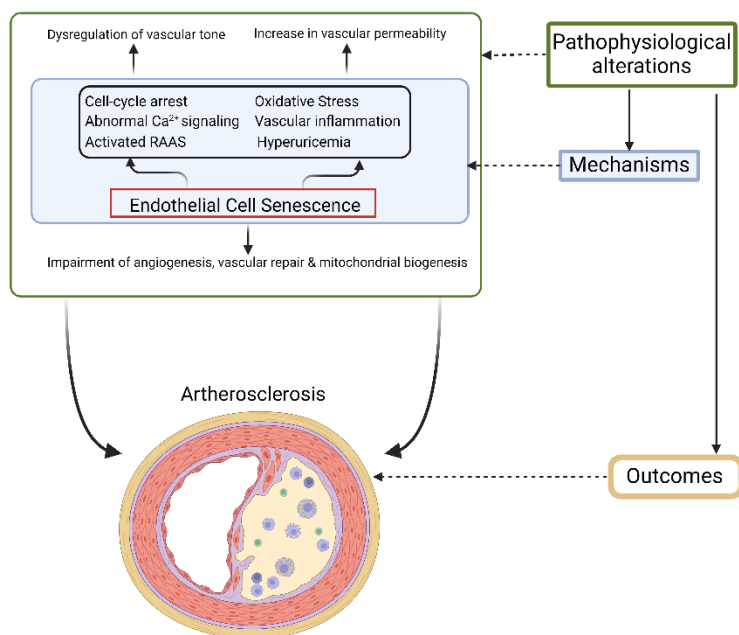 Dysregulation of vascular tone
Increase in vascular permeability
Pathophysiological
alterations
Cell-cycle arrest
Oxidative Stress
Abnormal Ca²⁺ signaling
Vascular inflammation
Activated RAAS
Hyperuricemia
Mechanisms
Endothelial Cell Senescence
Impairment of angiogenesis, vascular repair & mitochondrial biogenesis
Artherosclerosis
Outcomes